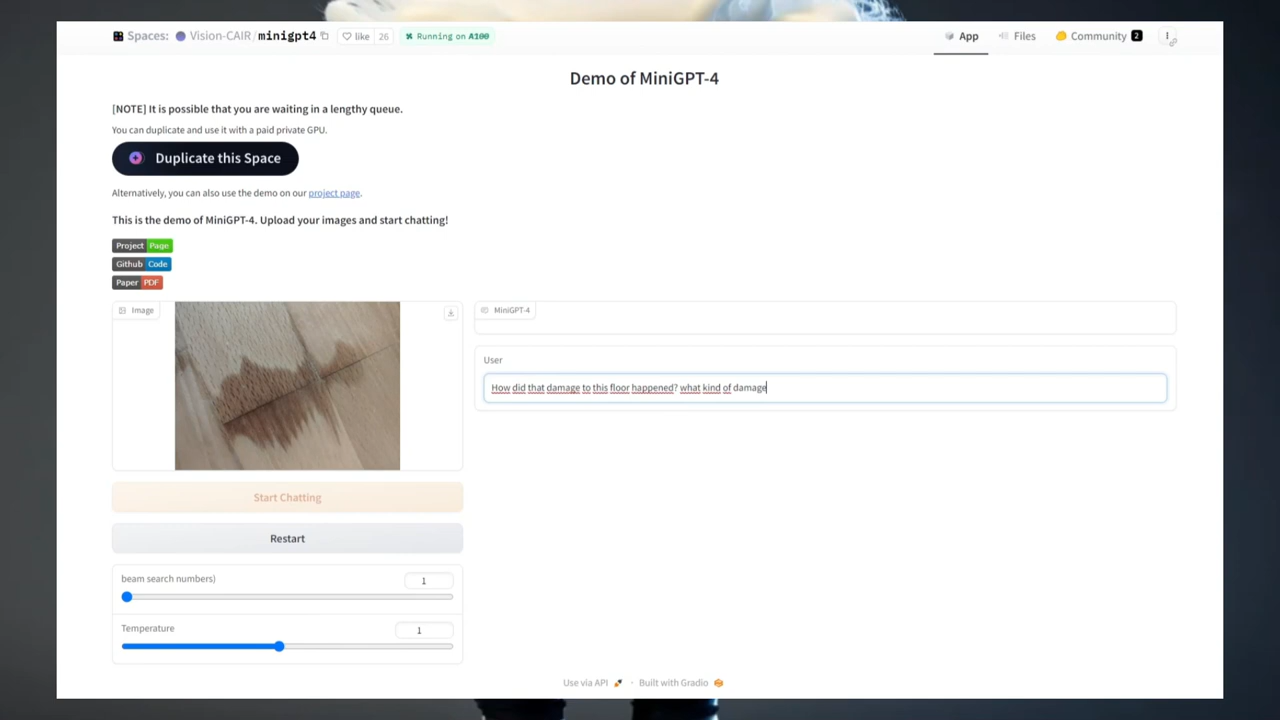 Spaces: Vision-CAIR / minigpt4 like 26 Running on A100 App Files Community 2
Demo of MiniGPT-4
[NOTE] It is possible that you are waiting in a lengthy queue.
You can duplicate and use it with a paid private GPU.
Duplicate this Space
Alternatively, you can also use the demo on our project page.
This is the demo of MiniGPT-4. Upload your images and start chatting!
Project Page
Github Code
Paper PDF
Image
MiniGPT-4
User
How did that damage to this floor happened? what kind of damage
Start Chatting
Restart
beam search numbers) 1
Temperature 1
Use via API · Built with Gradio